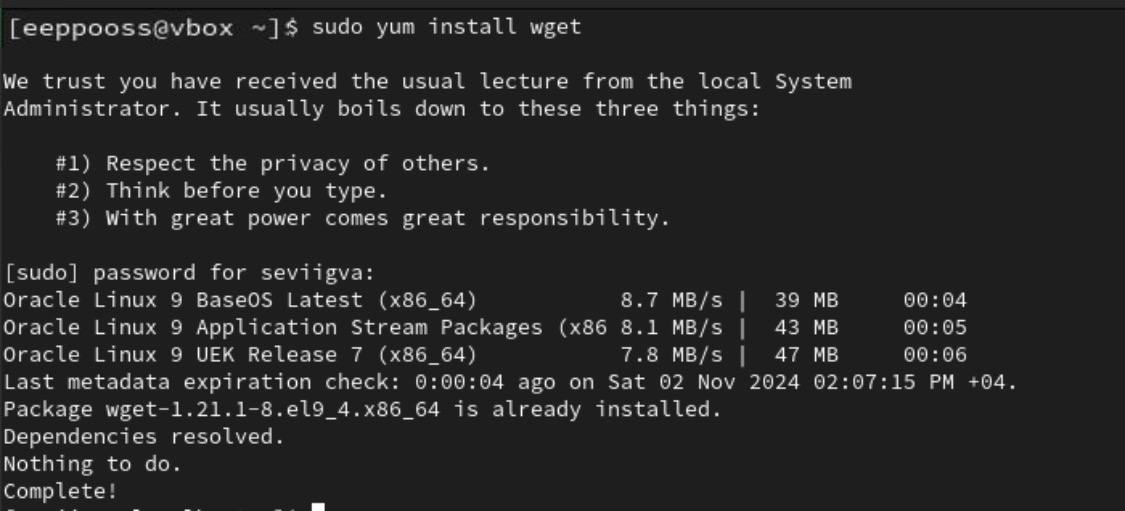 [eeppooss@vbox ~]$ sudo yum install wget
We trust you have received the usual lecture from the local System
Administrator. It usually boils down to these three things:
#1) Respect the privacy of others.
#2) Think before you type.
#3) With great power comes great responsibility.
[sudo] password for seviigva:
Oracle Linux 9 BaseOS Latest (x86_64) 8.7 MB/s | 39 MB 00:04
Oracle Linux 9 Application Stream Packages (x86 8.1 MB/s | 43 MB 00:05
Oracle Linux 9 UEK Release 7 (x86_64) 7.8 MB/s | 47 MB 00:06
Last metadata expiration check: 0:00:04 ago on Sat 02 Nov 2024 02:07:15 PM +04.
Package wget-1.21.1-8.el9_4.x86_64 is already installed.
Dependencies resolved.
Nothing to do.
Complete!